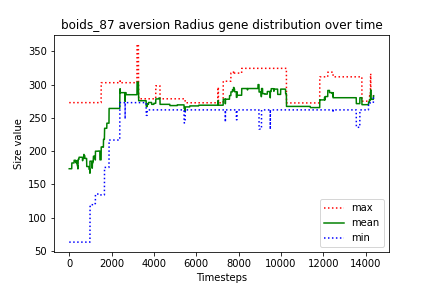 boids_87 aversion Radius gene distribution over time
Size value
350
300
250
200
150
100
50
max
mean
min
0 2000 4000 6000 8000 10000 12000 14000
Timesteps